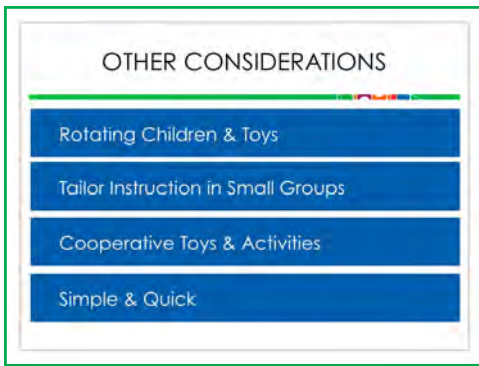 OTHER CONSIDERATIONS
Rotating Children & Toys
Tailor Instruction in Small Groups
Cooperative Toys & Activities
Simple & Quick